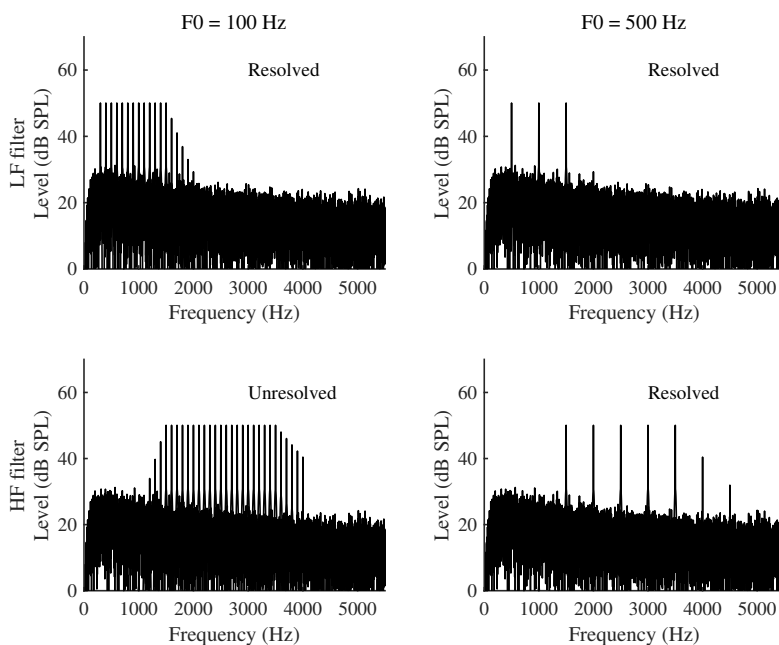 F0 = 100 Hz
F0 = 500 Hz
LF filter
Level (dB SPL)
60
40
20
0
Resolved
0 1000 2000 3000 4000 5000
Frequency (Hz)
Level (dB SPL)
60
40
20
0
Resolved
0 1000 2000 3000 4000 5000
Frequency (Hz)
HF filter
Level (dB SPL)
60
40
20
0
Unresolved
0 1000 2000 3000 4000 5000
Frequency (Hz)
Level (dB SPL)
60
40
20
0
Resolved
0 1000 2000 3000 4000 5000
Frequency (Hz)